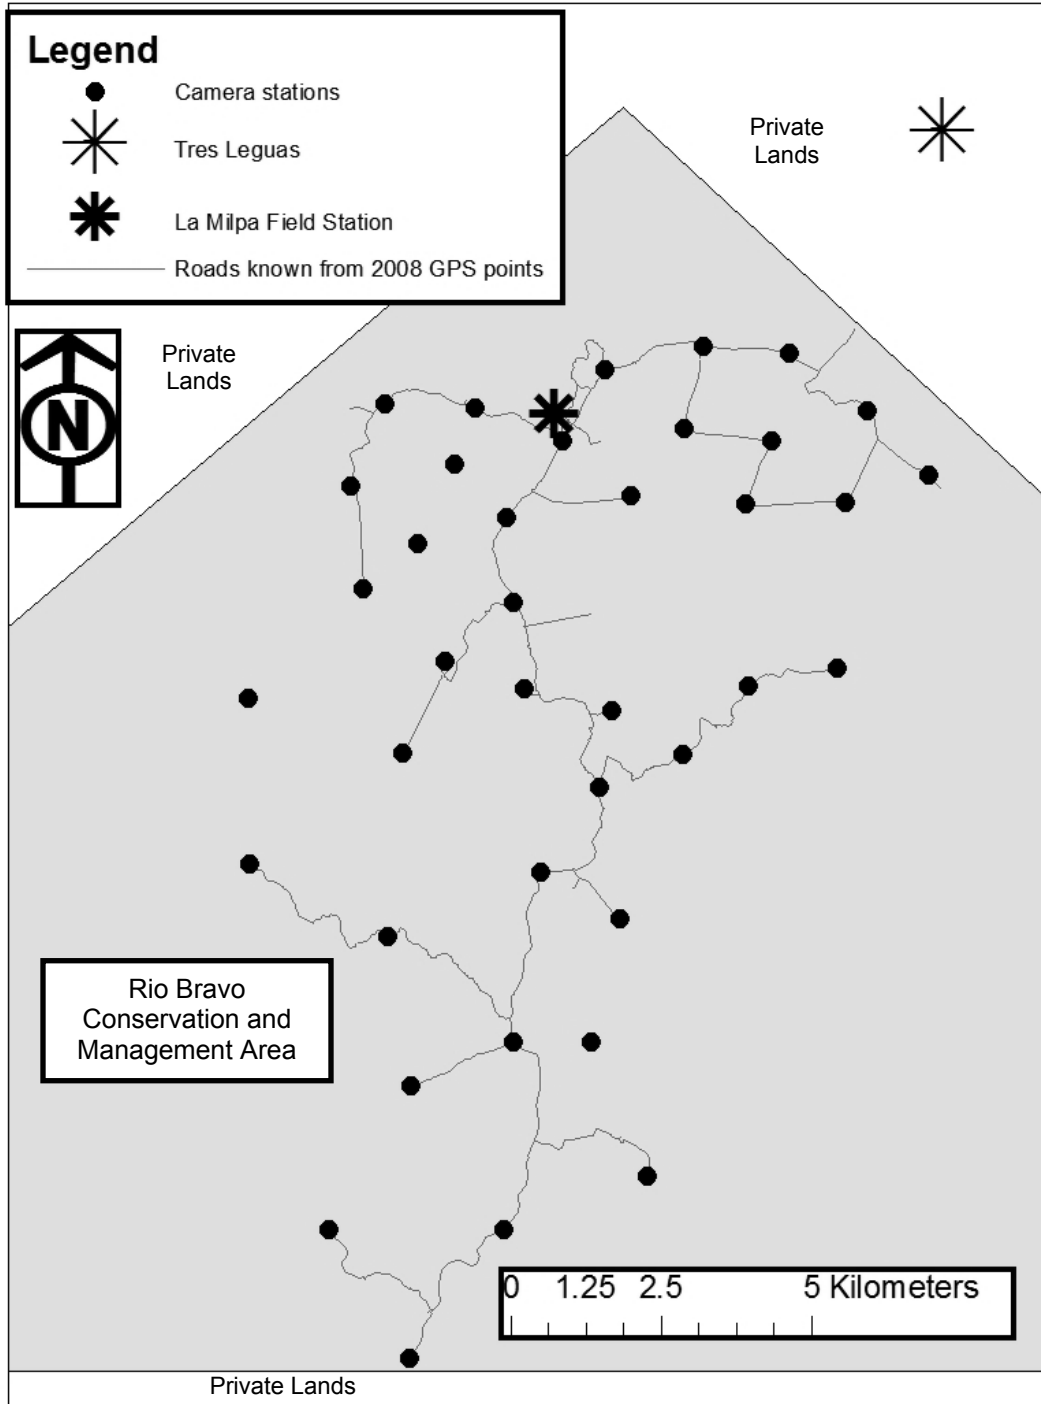 Legend
Camera stations
Tres Leguas
La Milpa Field Station
Roads known from 2008 GPS points
Private
Lands
Private
Lands
N
Rio Bravo
Conservation and
Management Area
0 1.25 2.5 5 Kilometers
Private Lands